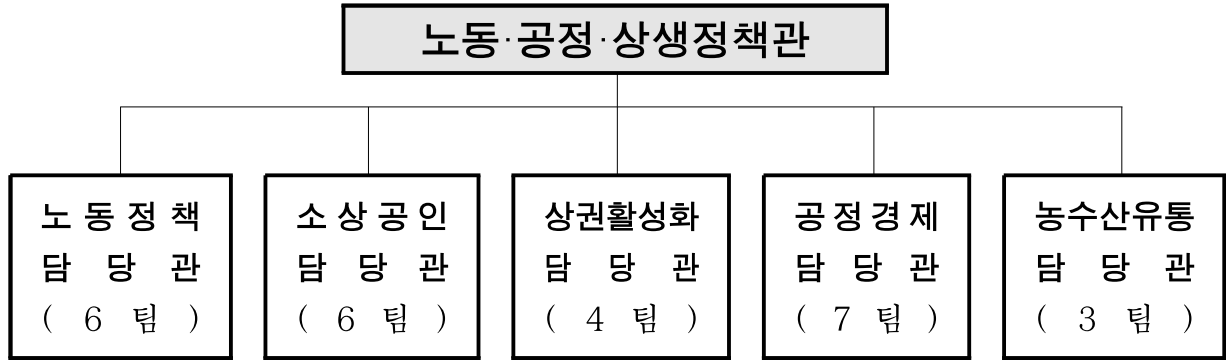 노동·공정·상생정책관
노동정책
담당관
( 6 팀 )
소상공인
담당관
( 6 팀 )
상권활성화
담당관
( 4 팀 )
공정경제
담당관
( 7 팀 )
농수산유통
담당관
( 3 팀 )